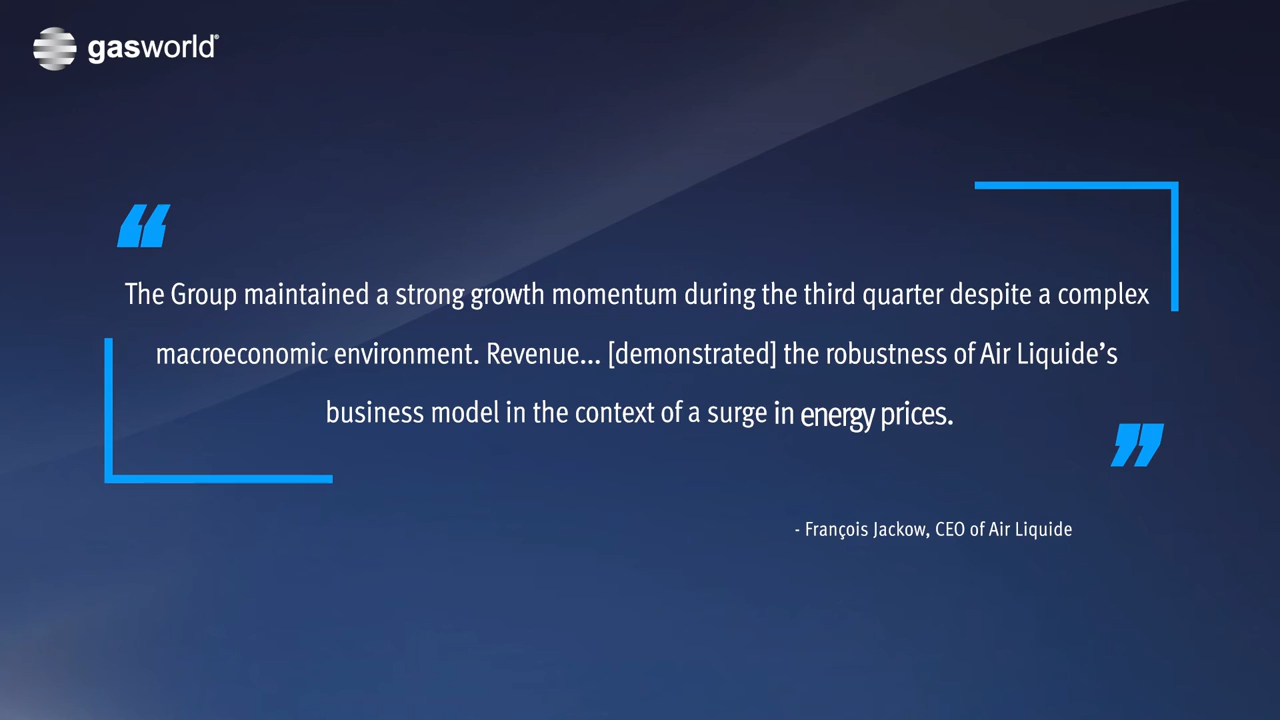 gasworld®
“
The Group maintained a strong growth momentum during the third quarter despite a complex
macroeconomic environment. Revenue... [demonstrated] the robustness of Air Liquide’s
business model in the context of a surge in energy prices.
”
- François Jackow, CEO of Air Liquide